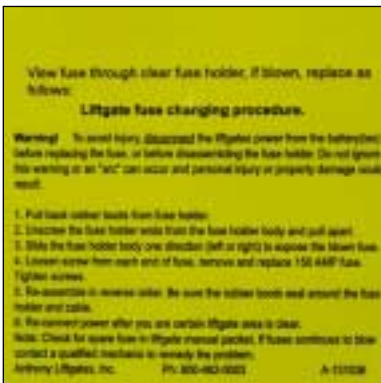 View fuse through clear fuse holder, if blown, replace as
follows:
Liftgate fuse changing procedure.
Warning! To avoid injury, disconnect the liftgates power from the battery(ies)
before replacing the fuse, or before disassembling the fuse holder. Do not ignore
this warning or an "arc" can occur and personal injury or property damage could
result.
1. Pull back rubber boots from fuse holder.
2. Unscrew the fuse holder ends from the fuse holder body and pull apart.
3. Slide the fuse holder body one direction (left or right) to expose the blown fuse.
4. Loosen screw from each end of fuse, remove and replace 150 AMP fuse.
Tighten screws.
5. Re-assemble in reverse order. Be sure the rubber boots seal around the fuse
holder and cable.
6. Re-connect power after you are certain liftgate area is clear.
Note: Check for spare fuse in liftgate manual packet. If fuses continues to blow
contact a qualified mechanic to remedy the problem.
Anthony Liftgates, Inc. Ph.